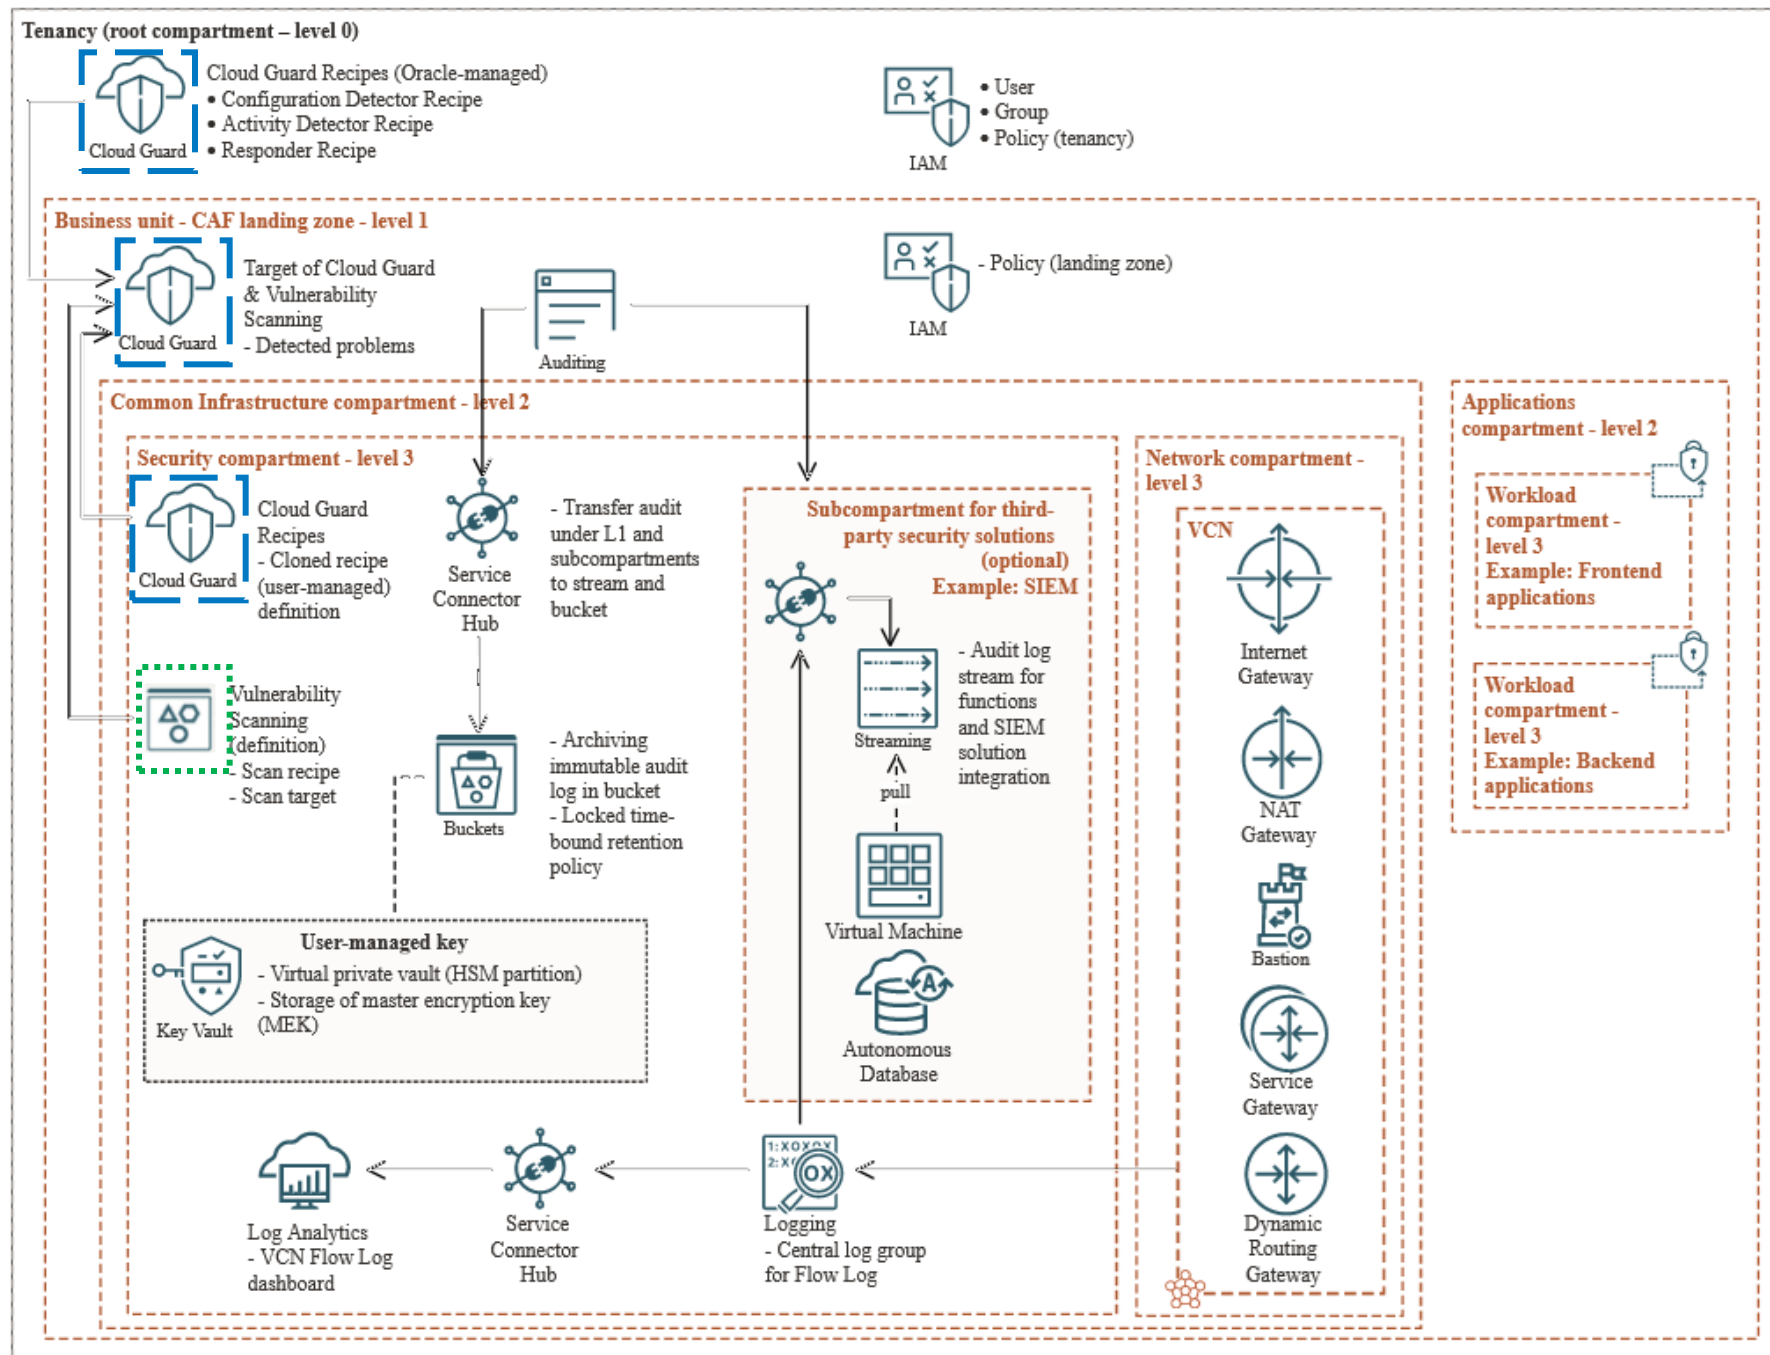 Tenancy (root compartment – level 0)
Cloud Guard
Cloud Guard Recipes (Oracle-managed)
• Configuration Detector Recipe
• Activity Detector Recipe
• Responder Recipe
IAM
• User
• Group
• Policy (tenancy)
Business unit - CAF landing zone - level 1
Cloud Guard
Target of Cloud Guard
& Vulnerability
Scanning
- Detected problems
Auditing
IAM
- Policy (landing zone)
Common Infrastructure compartment - level 2
Security compartment - level 3
Cloud Guard
Cloud Guard
Recipes
- Cloned recipe
(user-managed)
definition
Service
Connector
Hub
- Transfer audit
under L1 and
subcompartments
to stream and
bucket
Vulnerability
Scanning
(definition)
- Scan recipe
- Scan target
Buckets
- Archiving
immutable audit
log in bucket
- Locked time-
bound retention
policy
User-managed key
- Virtual private vault (HSM partition)
- Storage of master encryption key
(MEK)
Key Vault
Subcompartment for third-
party security solutions
(optional)
Example: SIEM
Streaming
- Audit log
stream for
functions
and SIEM
solution
integration
pull
Virtual Machine
A
Autonomous
Database
Log Analytics
- VCN Flow Log
dashboard
Service
Connector
Hub
1:XOXOX
2:X
OX
Logging
- Central log group
for Flow Log
Network compartment -
level 3
VCN
Internet
Gateway
NAT
Gateway
Bastion
Service
Gateway
Dynamic
Routing
Gateway
Applications
compartment - level 2
Workload
compartment -
level 3
Example: Frontend
applications
Workload
compartment -
level 3
Example: Backend
applications